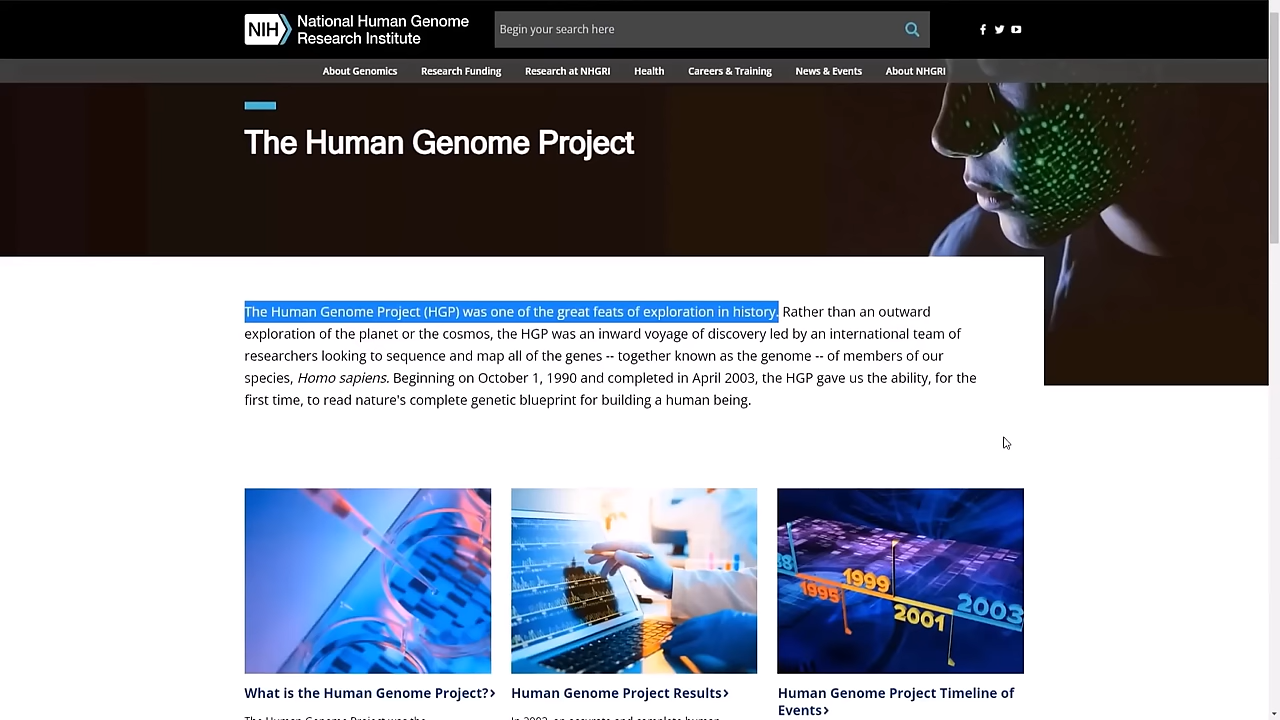 NIH
National Human Genome
Research Institute
Begin your search here
About Genomics
Research Funding
Research at NHGRI
Health
Careers & Training
News & Events
About NHGRI
The Human Genome Project
The Human Genome Project (HGP) was one of the great feats of exploration in history. Rather than an outward
exploration of the planet or the cosmos, the HGP was an inward voyage of discovery led by an international team of
researchers looking to sequence and map all of the genes -- together known as the genome -- of members of our
species, Homo sapiens. Beginning on October 1, 1990 and completed in April 2003, the HGP gave us the ability, for the
first time, to read nature's complete genetic blueprint for building a human being.
1995
1999
2001
2003
What is the Human Genome Project?
Human Genome Project Results
Human Genome Project Timeline of
Events